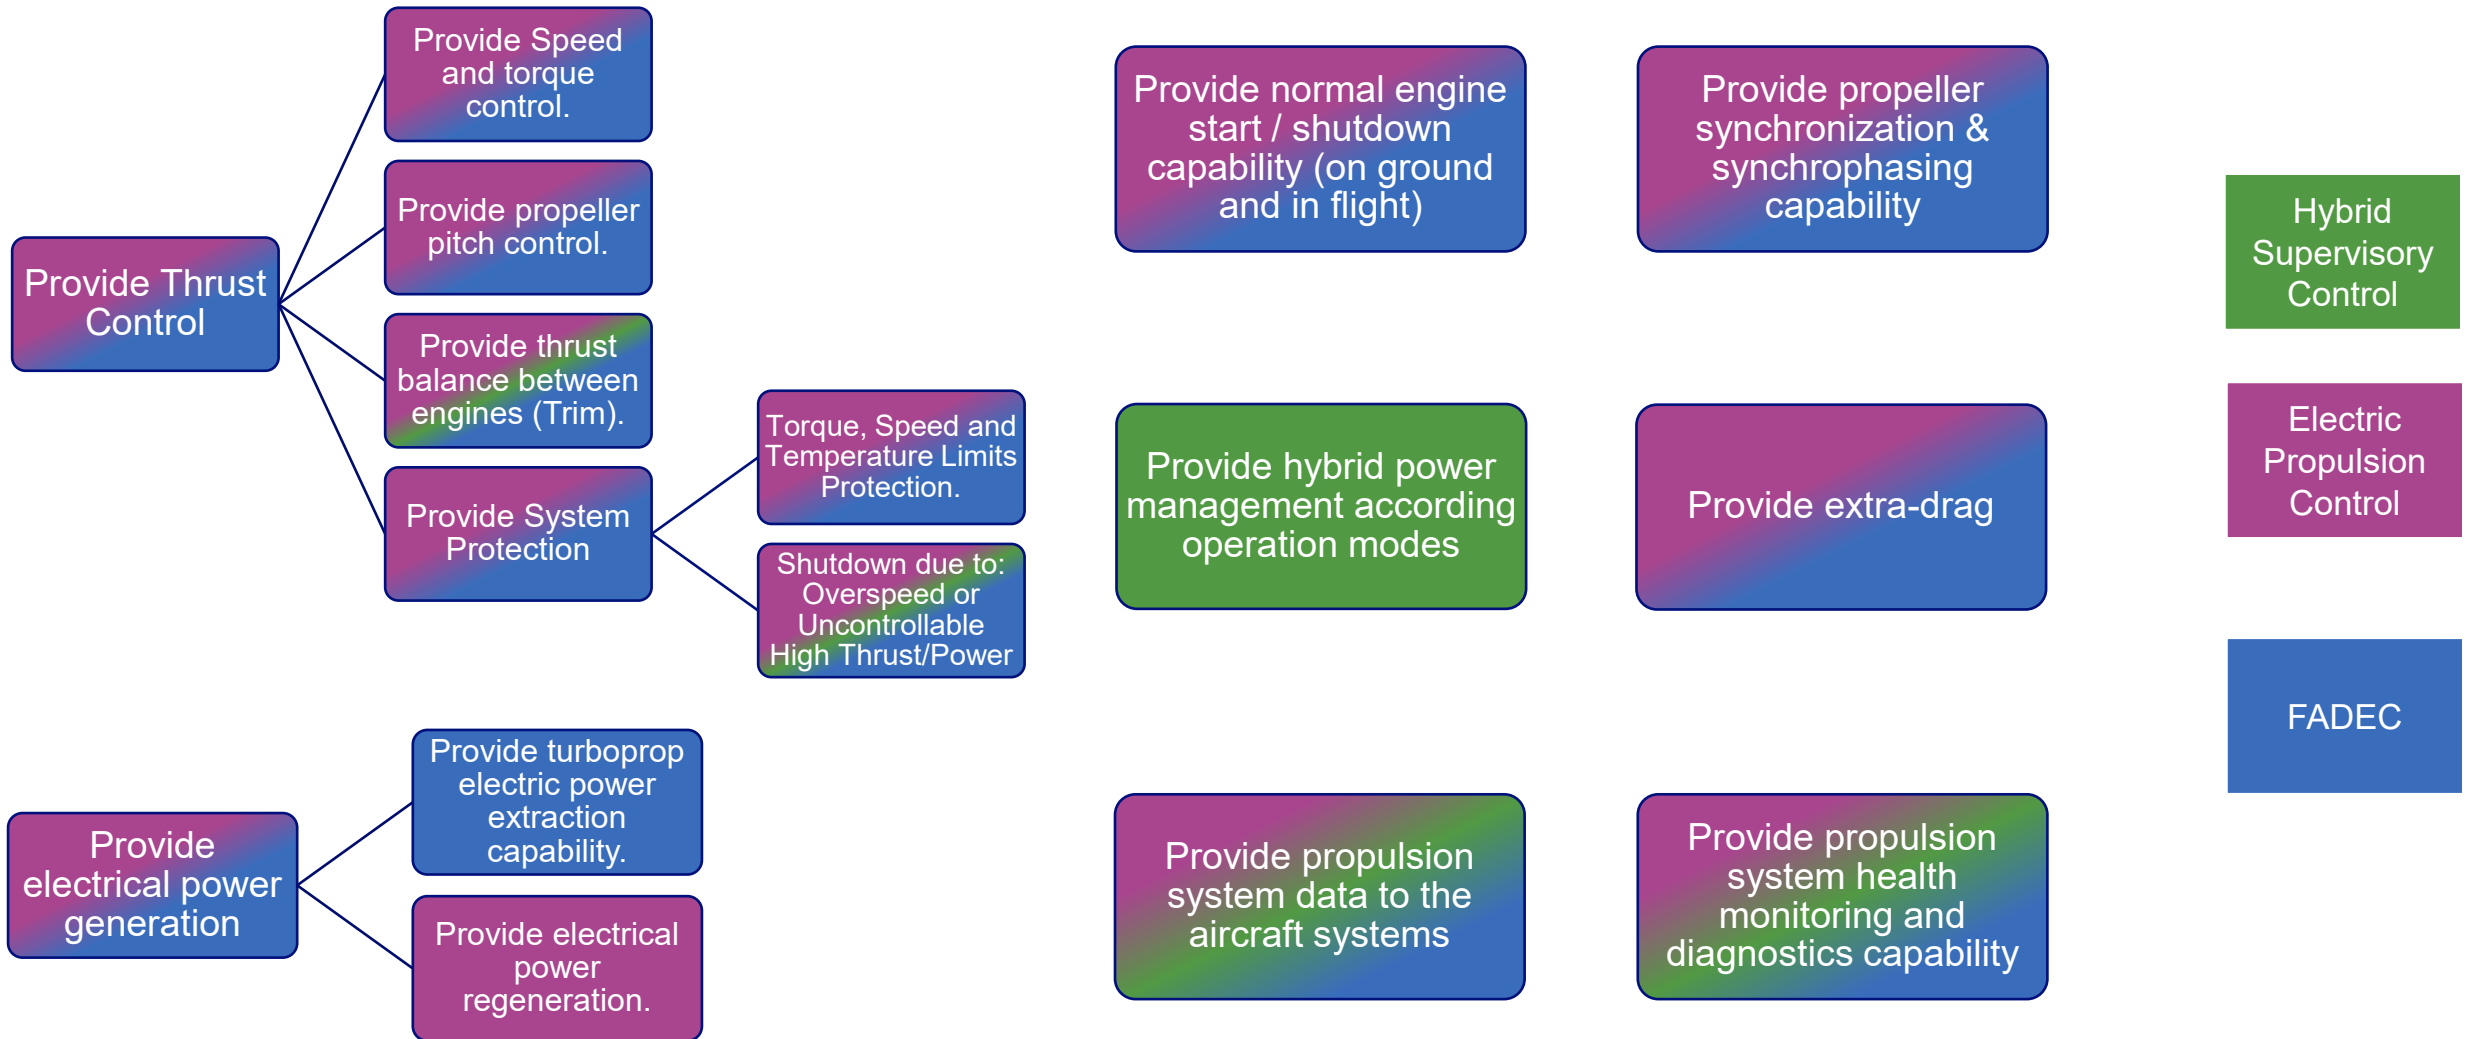 Provide Speed
and torque
control.
Provide propeller
pitch control.
Provide Thrust
Control
Provide thrust
balance between
engines (Trim).
Provide System
Protection
Torque, Speed and
Temperature Limits
Protection.
Shutdown due to:
Overspeed or
Uncontrollable
High Thrust/Power
Provide
electrical power
generation
Provide turboprop
electric power
extraction
capability.
Provide electrical
power
regeneration.
Provide normal engine
start / shutdown
capability (on ground
and in flight)
Provide propeller
synchronization &
synchrophasing
capability
Provide hybrid power
management according
operation modes
Provide extra-drag
Provide propulsion
system data to the
aircraft systems
Provide propulsion
system health
monitoring and
diagnostics capability
Hybrid
Supervisory
Control
Electric
Propulsion
Control
FADEC